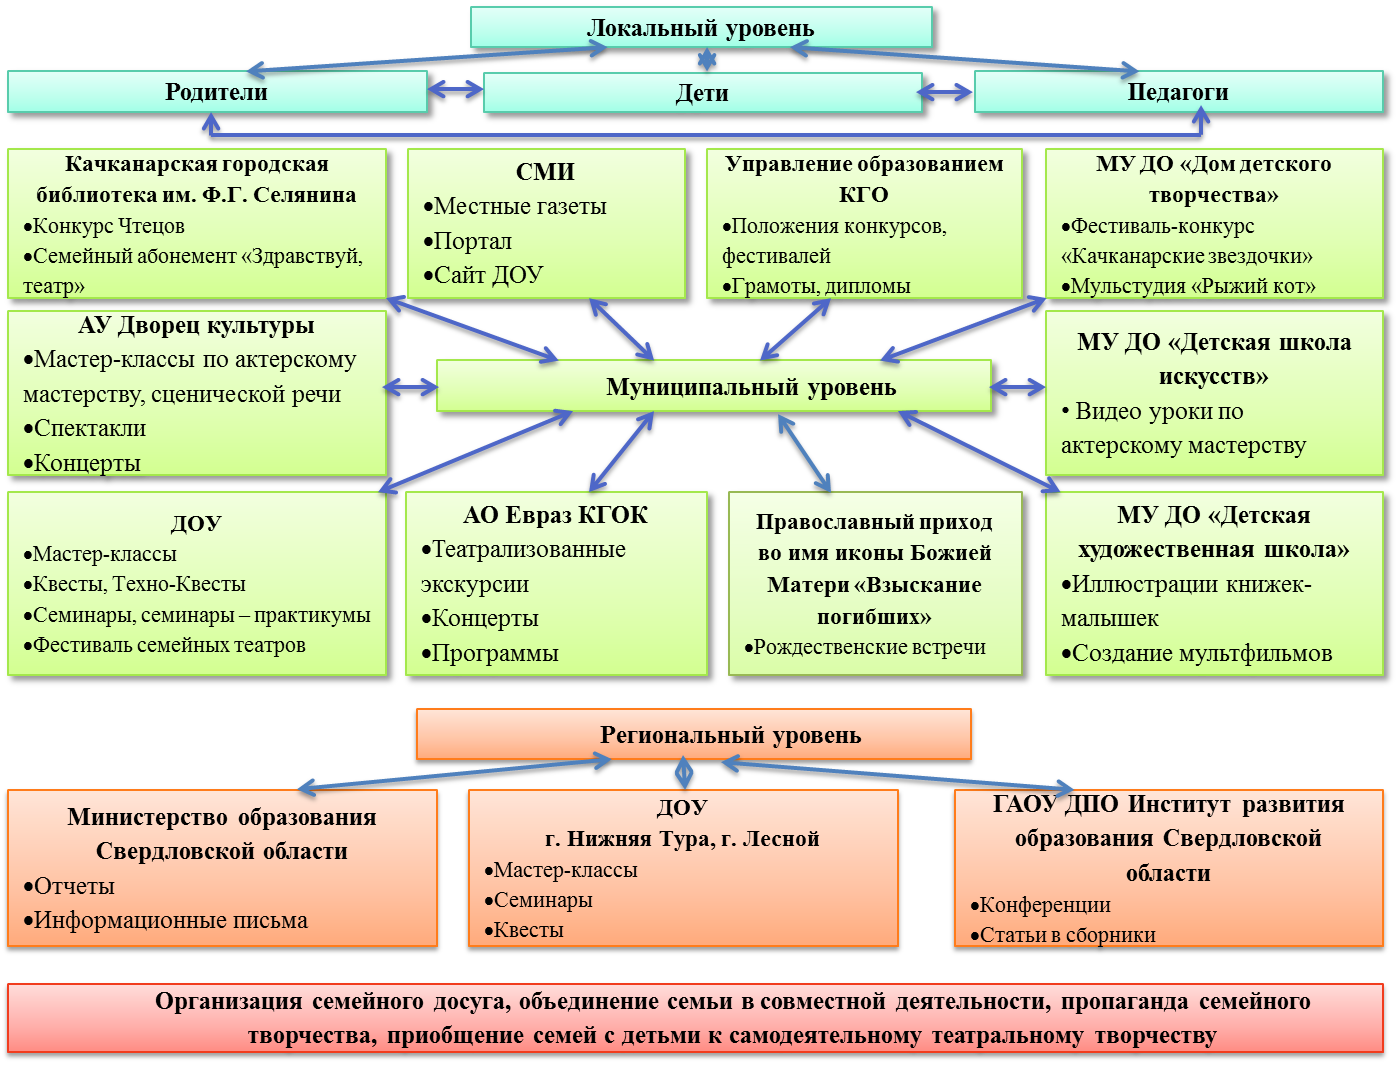 Локальный уровень
Родители
Дети
Педагоги
Качканарская городская
библиотека им. Ф.Г. Селянина
•Конкурс Чтецов
•Семейный абонемент «Здравствуй,
театр»
СМИ
•Местные газеты
•Портал
•Сайт ДОУ
Управление образованием
КГО
•Положения конкурсов,
фестивалей
•Грамоты, дипломы
МУ ДО «Дом детского
творчества»
•Фестиваль-конкурс
«Качканарские звездочки»
•Мульстудия «Рыжий кот»
АУ Дворец культуры
•Мастер-классы по актерскому
мастерству, сценической речи
•Спектакли
•Концерты
Муниципальный уровень
МУ ДО «Детская школа
искусств»
• Видео уроки по
актерскому мастерству
ДОУ
•Мастер-классы
•Квесты, Техно-Квесты
•Семинары, семинары – практикумы
•Фестиваль семейных театров
АО Евраз КГОК
•Театрализованные
экскурсии
•Концерты
•Программы
Православный приход
во имя иконы Божией
Матери «Взыскание
погибших»
•Рождественские встречи
МУ ДО «Детская
художественная школа»
•Иллюстрации книжек-
малышек
•Создание мультфильмов
Региональный уровень
Министерство образования
Свердловской области
•Отчеты
•Информационные письма
ДОУ
г. Нижняя Тура, г. Лесной
•Мастер-классы
•Семинары
•Квесты
ГАОУ ДПО Институт развития
образования Свердловской
области
•Конференции
•Статьи в сборники
Организация семейного досуга, объединение семьи в совместной деятельности, пропаганда семейного
творчества, приобщение семей с детьми к самодеятельному театральному творчеству